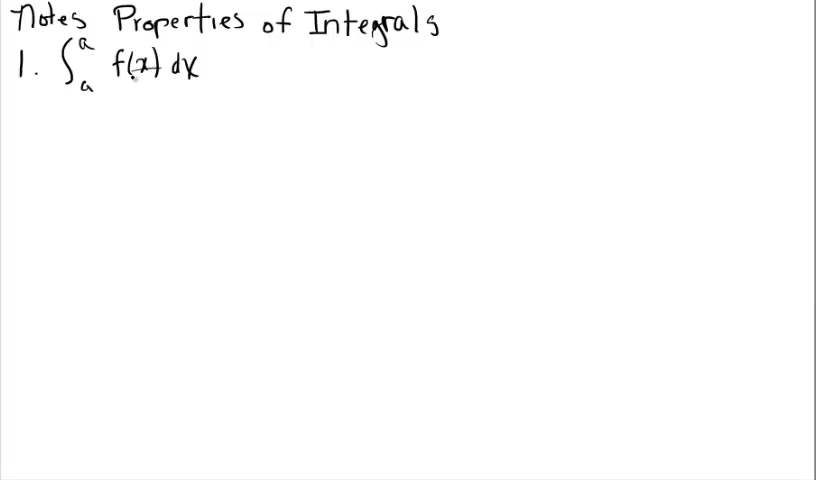 Notes Properties of Integrals
1. ∫ₐᵃ f(x) dx